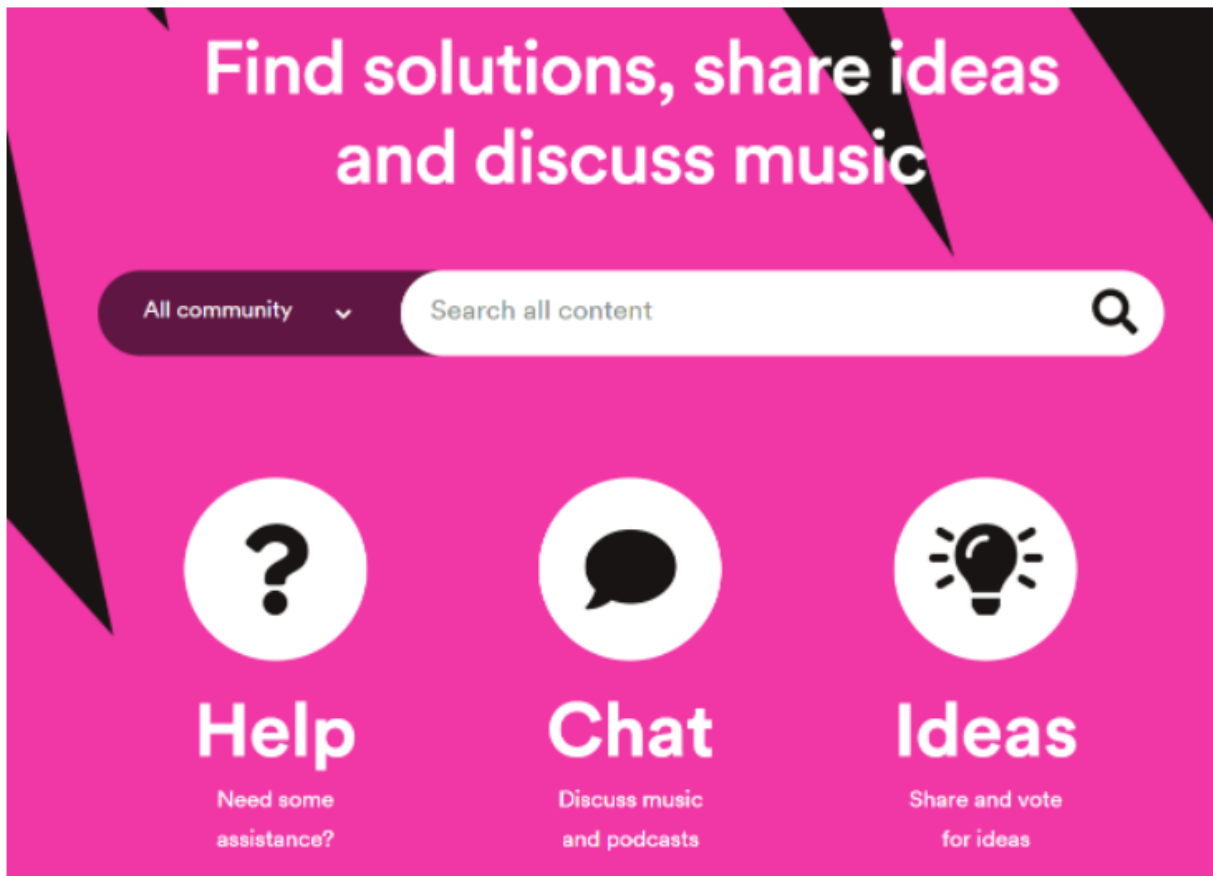 Find solutions, share ideas
and discuss music
All community
Search all content
Help
Chat
Ideas
Need some
assistance?
Discuss music
and podcasts
Share and vote
for ideas